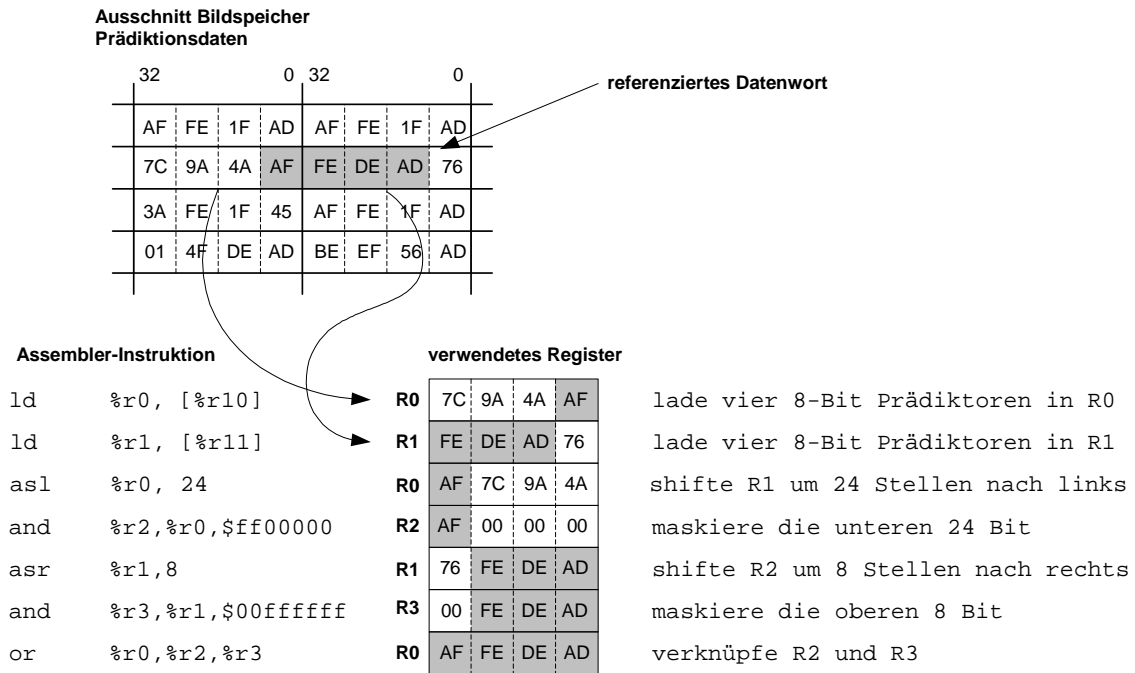 Ausschnitt Bildspeicher
Prädiktionsdaten
32 0 32 0
referenziertes Datenwort
AF FE 1F AD AF FE 1F AD
7C 9A 4A AF FE DE AD 76
3A FE 1F 45 AF FE 1F AD
01 4F DE AD BE EF 56 AD
Assembler-Instruktion verwendetes Register
ld %r0, [%r10] R0 7C 9A 4A AF lade vier 8-Bit Prädiktoren in R0
ld %r1, [%r11] R1 FE DE AD 76 lade vier 8-Bit Prädiktoren in R1
asl %r0, 24 R0 AF 7C 9A 4A shifte R1 um 24 Stellen nach links
and %r2,%r0,$ff00000 R2 AF 00 00 00 maskiere die unteren 24 Bit
asr %r1,8 R1 76 FE DE AD shifte R2 um 8 Stellen nach rechts
and %r3,%r1,$00ffffff R3 00 FE DE AD maskiere die oberen 8 Bit
or %r0,%r2,%r3 R0 AF FE DE AD verknüpfe R2 und R3